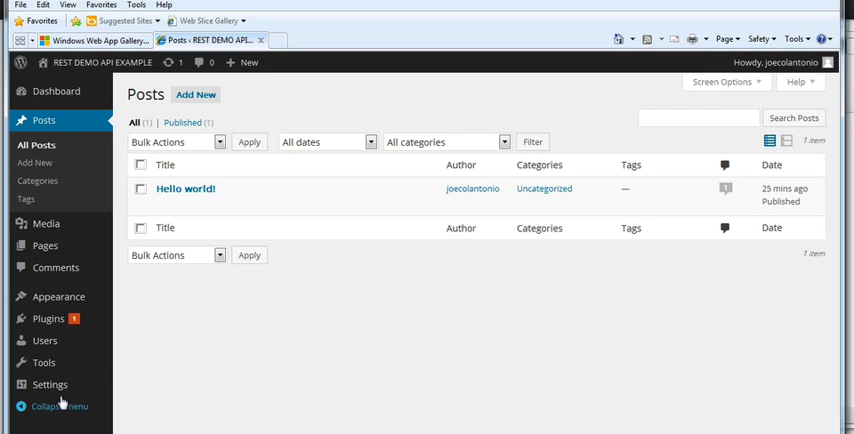 File Edit View Favorites Tools Help
Favorites Suggested Sites Web Slice Gallery
Windows Web App Gallery... Posts ‹ REST DEMO API... x
Page Safety Tools
REST DEMO API EXAMPLE 1 0 + New Howdy, joecolantonio
Screen Options Help
Dashboard
Posts
All Posts
Add New
Categories
Tags
Media
Pages
Comments
Appearance
Plugins 1
Users
Tools
Settings
Posts Add New
All (1) | Published (1)
Search Posts
Bulk Actions Apply All dates All categories Filter 1 item
Title Author Categories Tags Date
Hello world! joecolantonio Uncategorized — 1 25 mins ago
Published
Title Author Categories Tags Date
Bulk Actions Apply 1 item